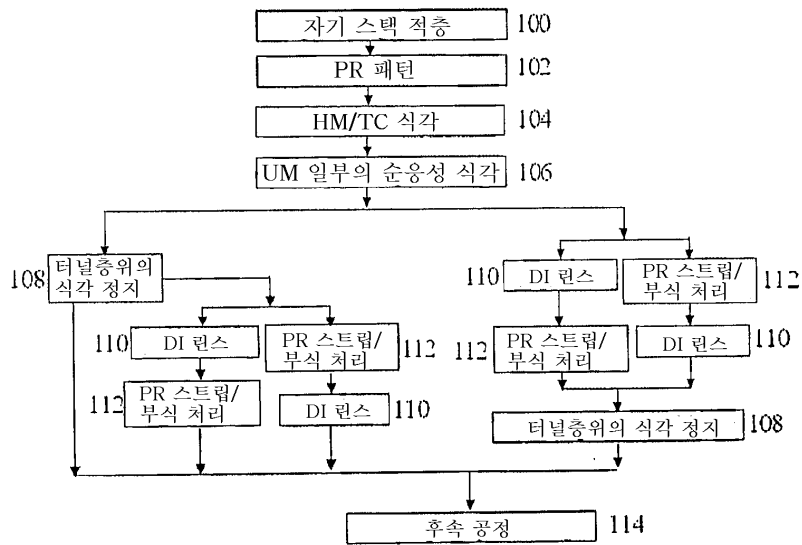 자기 스택 적층 100
PR 패턴 102
HM/TC 식각 104
UM 일부의 순응성 식각 106
108 터널층위의
식각 정지
110 DI 린스
PR 스트립/
부식 처리 112
112 PR 스트립/
부식 처리
DI 린스 110
110 DI 린스
PR 스트립/
부식 처리 112
112 PR 스트립/
부식 처리
DI 린스 110
터널층위의 식각 정지 108
후속 공정 114